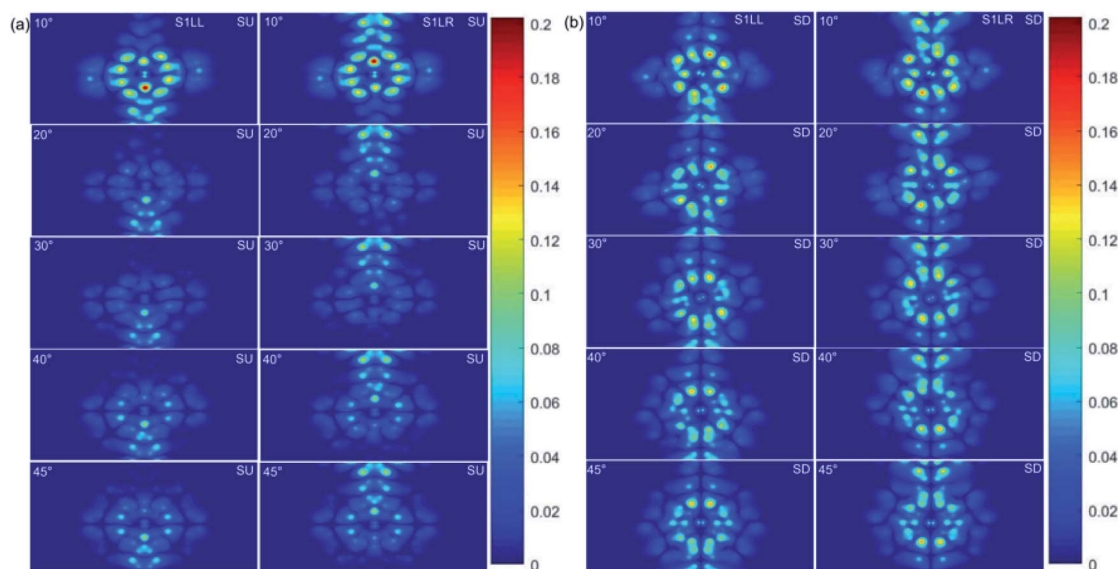 (a)
10° S1LL SU
10° S1LR SU
0.2
0.18
0.16
0.14
0.12
0.1
0.08
0.06
0.04
0.02
0
20° SU
20° SU
30° SU
30° SU
40° SU
40° SU
45° SU
45° SU
(b)
10° S1LL SD
10° S1LR SD
0.2
0.18
0.16
0.14
0.12
0.1
0.08
0.06
0.04
0.02
0
20° SD
20° SD
30° SD
30° SD
40° SD
40° SD
45° SD
45° SD